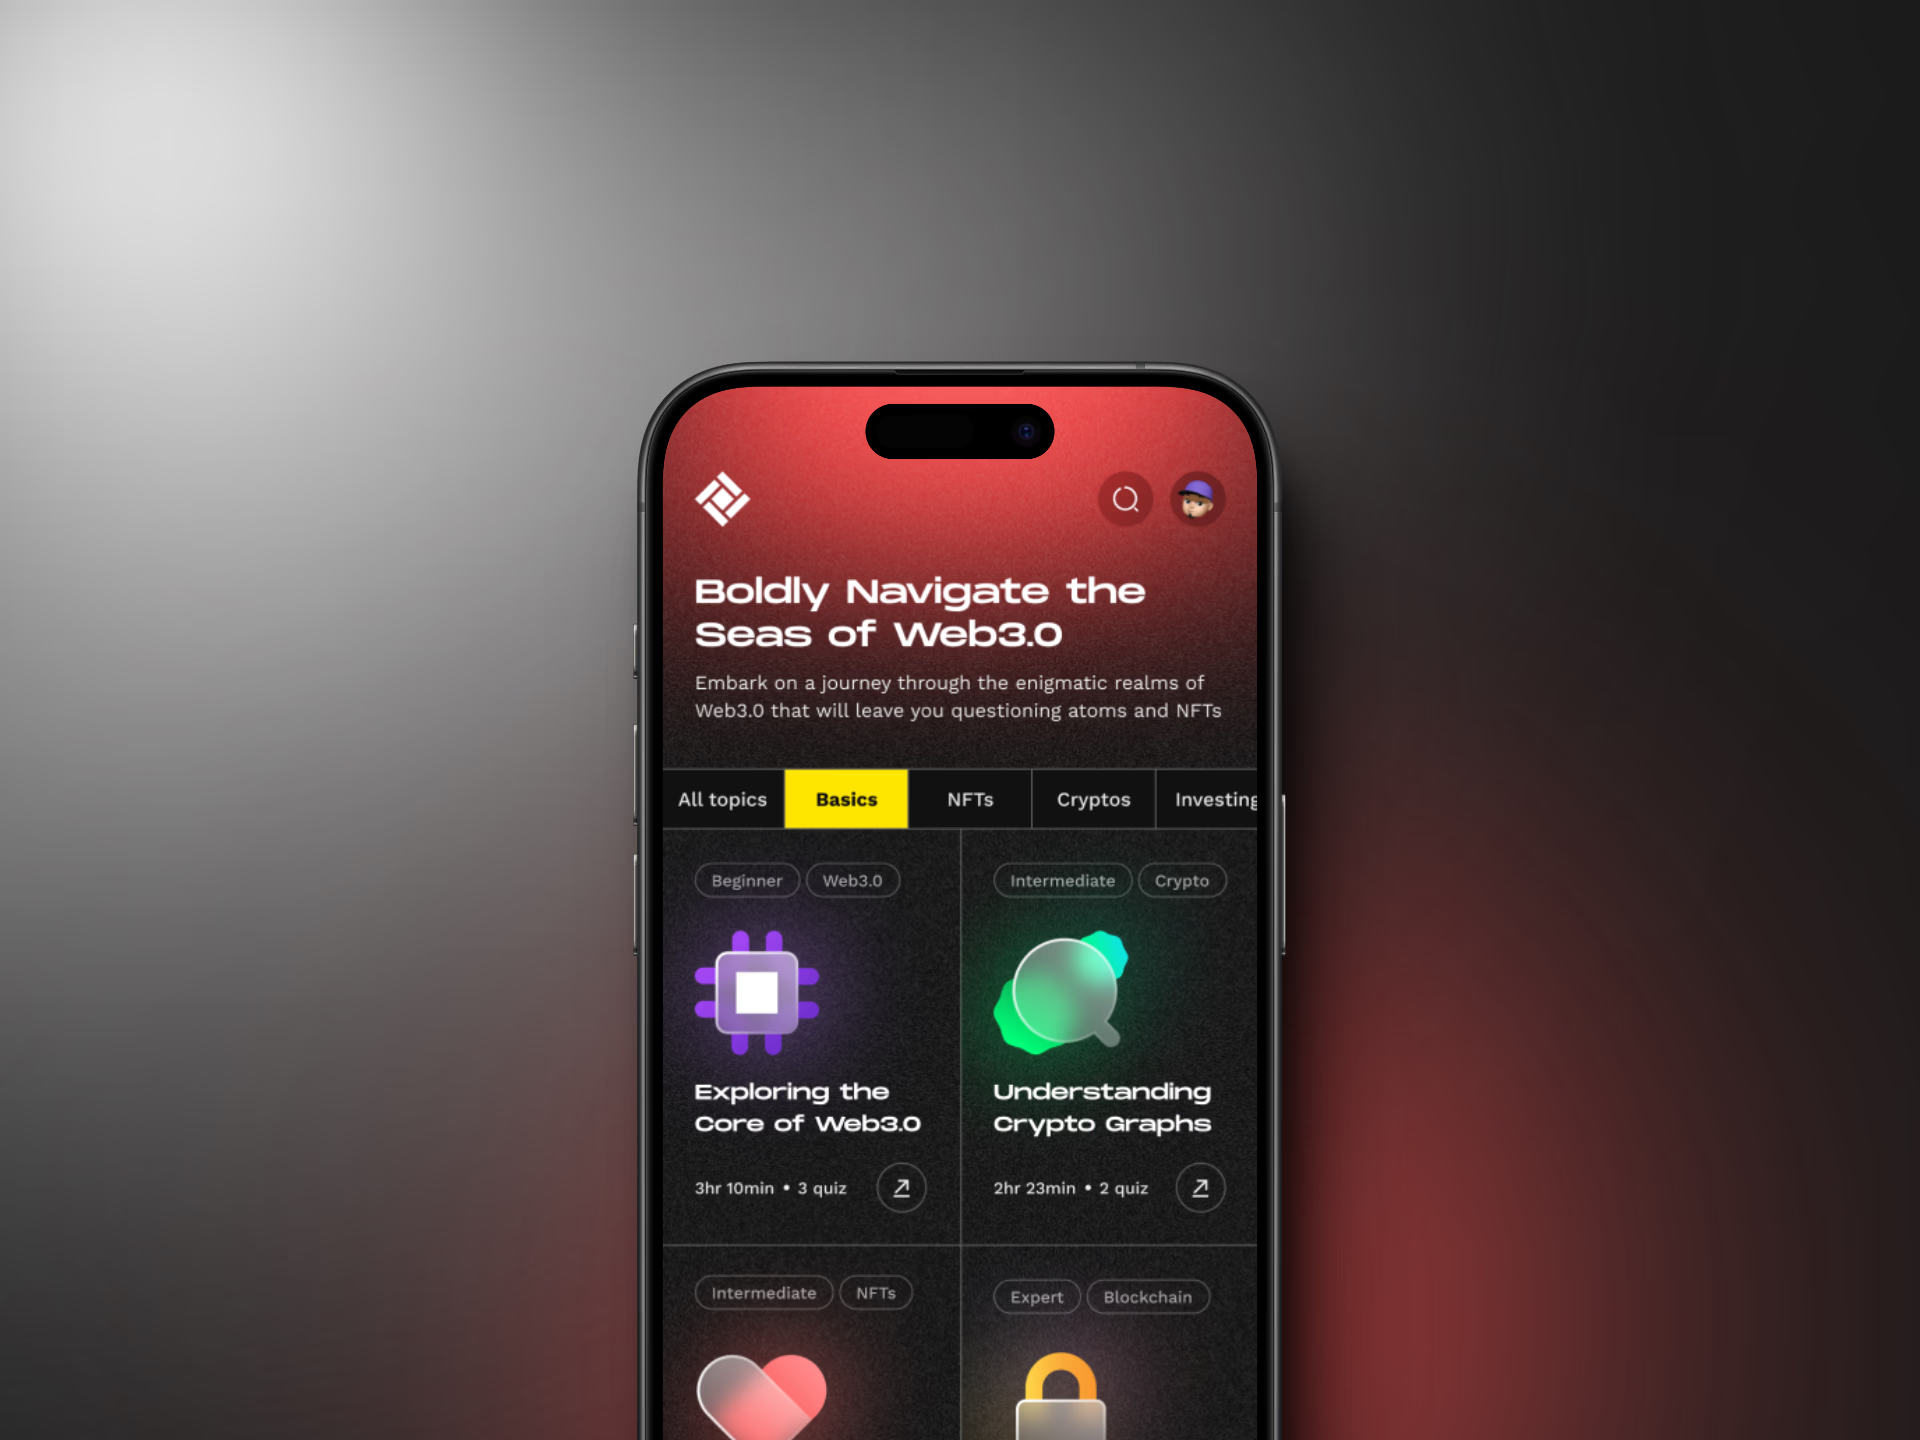 Boldly Navigate the
Seas of Web3.0
Embark on a journey through the enigmatic realms of
Web3.0 that will leave you questioning atoms and NFTs
All topics
Basics
NFTs
Cryptos
Investing
Beginner
Web3.0
Exploring the
Core of Web3.0
3hr 10min • 3 quiz
Intermediate
Crypto
Understanding
Crypto Graphs
2hr 23min • 2 quiz
Intermediate
NFTs
Expert
Blockchain